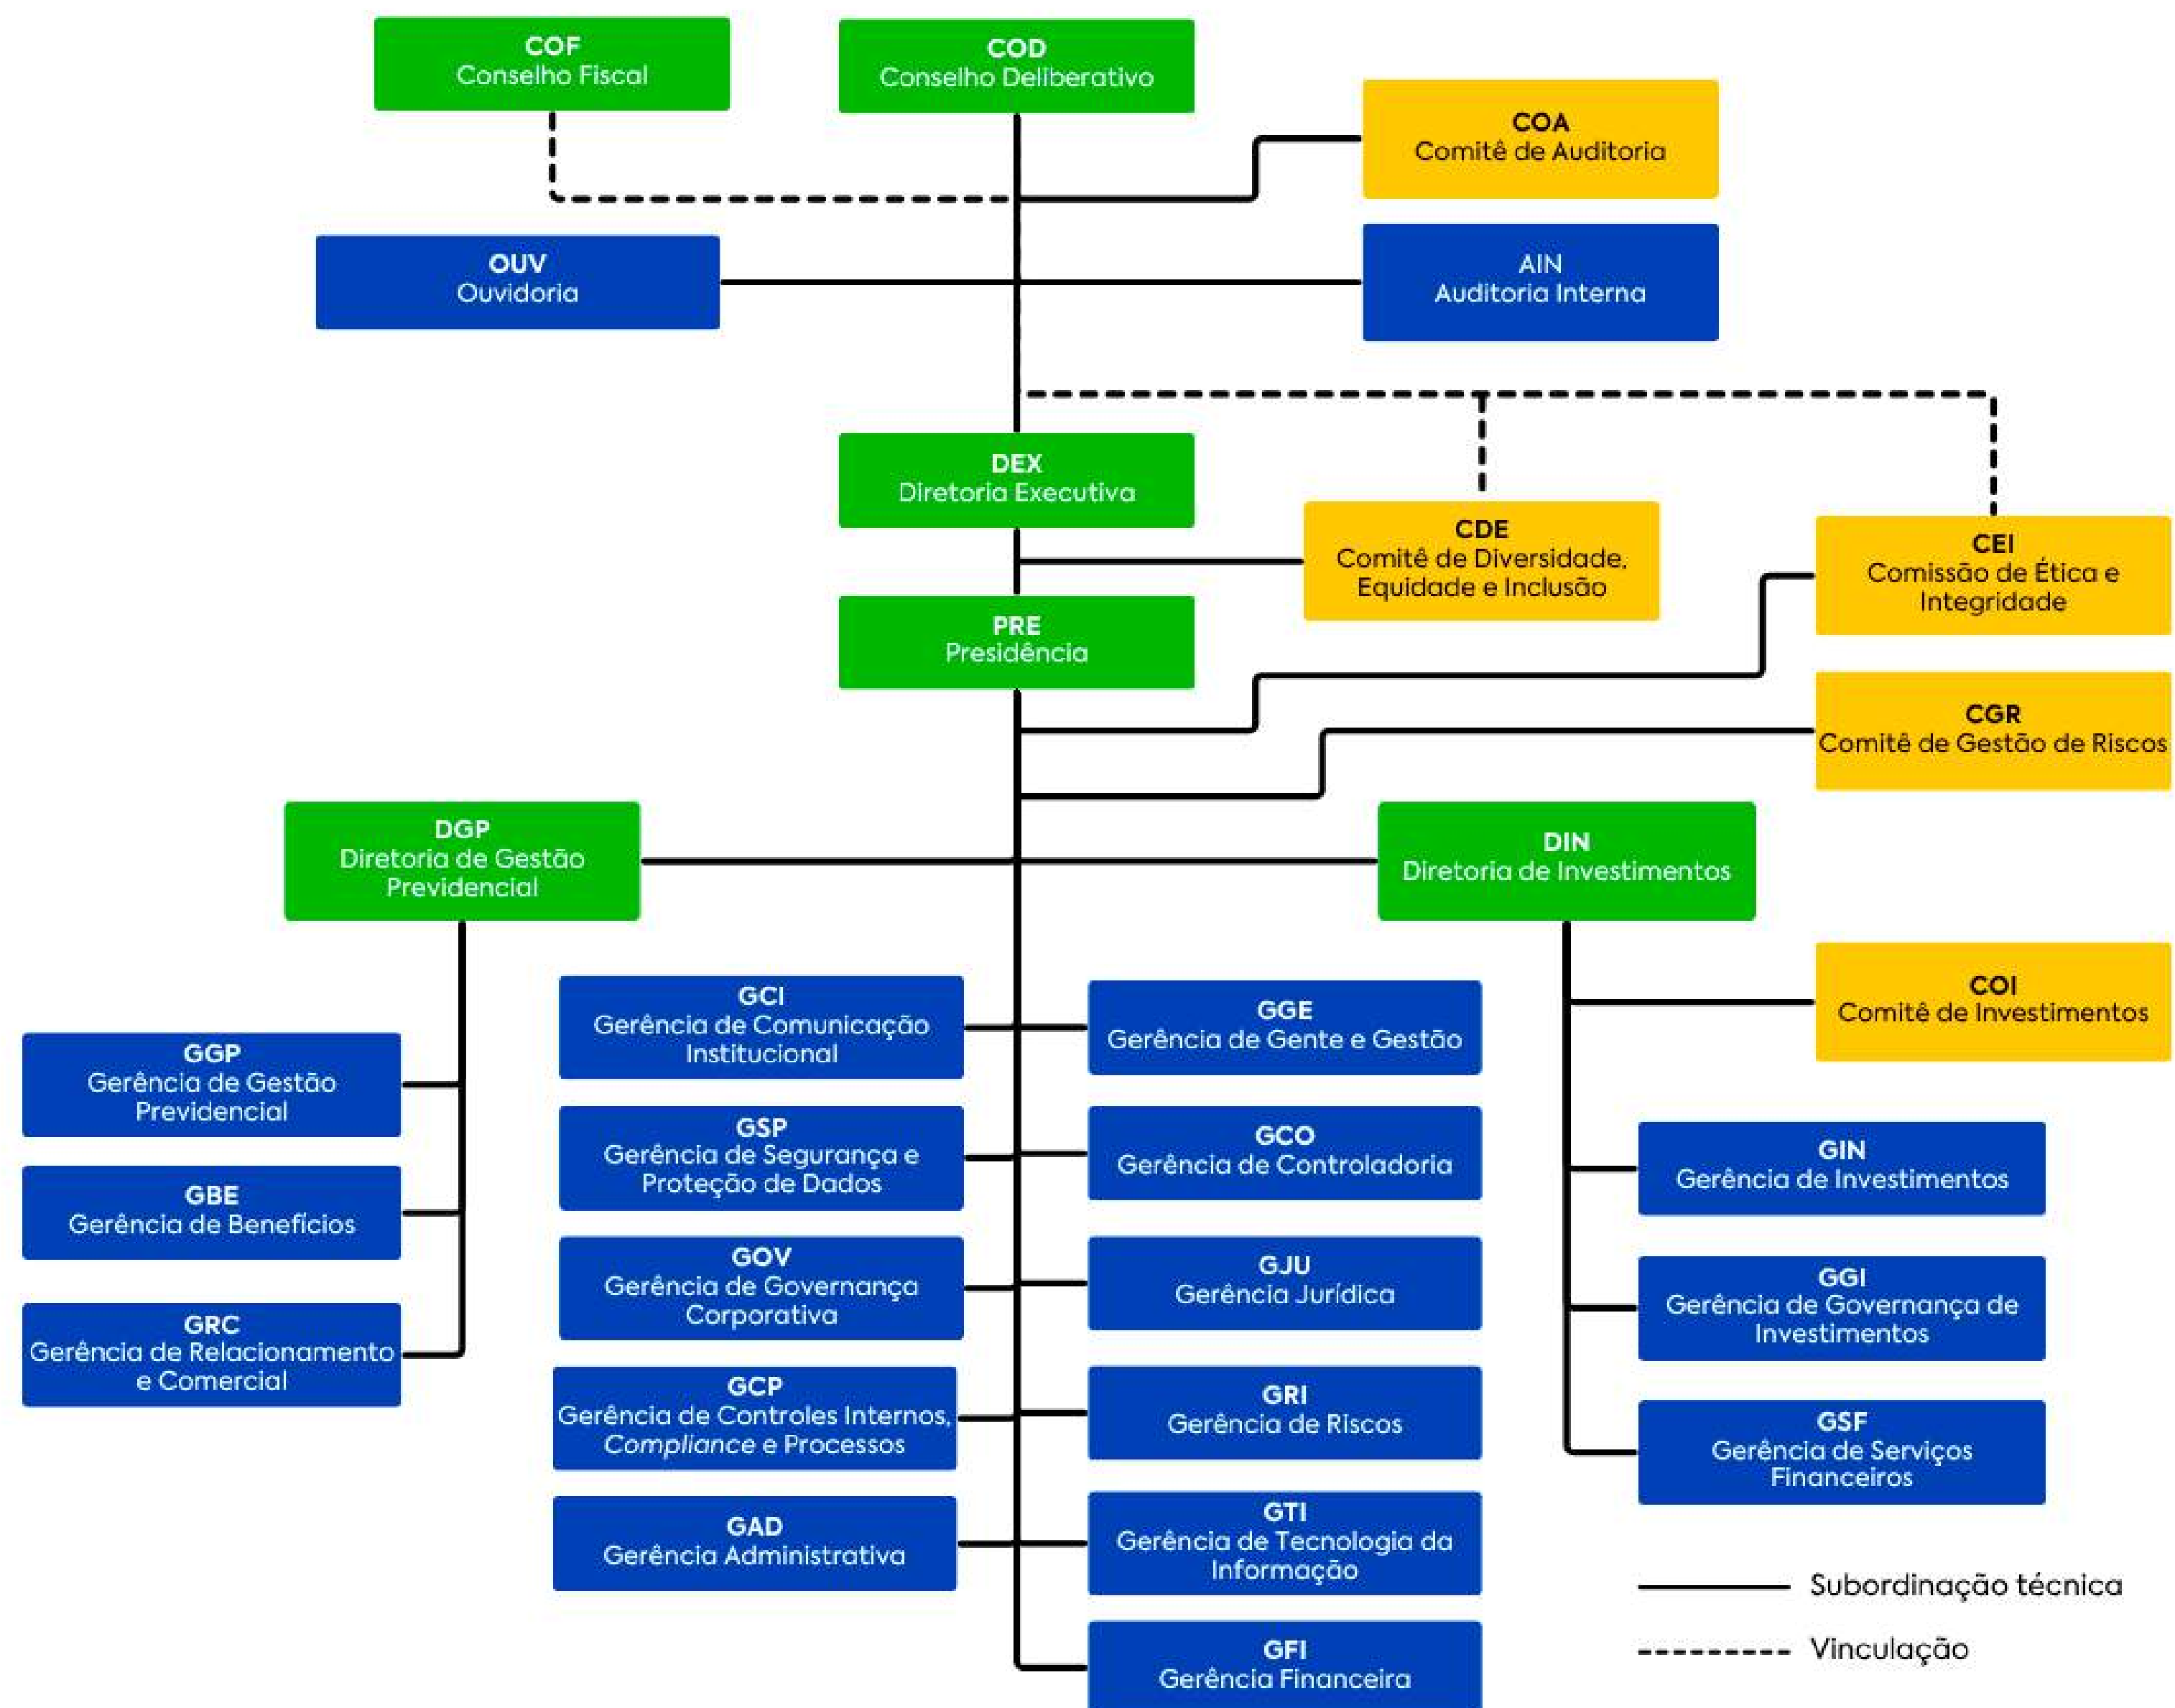 COF
Conselho Fiscal
COD
Conselho Deliberativo
COA
Comitê de Auditoria
OUV
Ouvidoria
AIN
Auditoria Interna
DEX
Diretoria Executiva
CDE
Comitê de Diversidade,
Equidade e Inclusão
CEI
Comissão de Ética e
Integridade
PRE
Presidência
CGR
Comitê de Gestão de Riscos
DGP
Diretoria de Gestão
Previdencial
DIN
Diretoria de Investimentos
COI
Comitê de Investimentos
GGP
Gerência de Gestão
Previdencial
GBE
Gerência de Benefícios
GRC
Gerência de Relacionamento
e Comercial
GCI
Gerência de Comunicação
Institucional
GGE
Gerência de Gente e Gestão
GSP
Gerência de Segurança e
Proteção de Dados
GCO
Gerência de Controladoria
GOV
Gerência de Governança
Corporativa
GJU
Gerência Jurídica
GCP
Gerência de Controles Internos,
Compliance e Processos
GRI
Gerência de Riscos
GAD
Gerência Administrativa
GTI
Gerência de Tecnologia da
Informação
GFI
Gerência Financeira
GIN
Gerência de Investimentos
GGI
Gerência de Governança de
Investimentos
GSF
Gerência de Serviços
Financeiros
Subordinação técnica
Vinculação